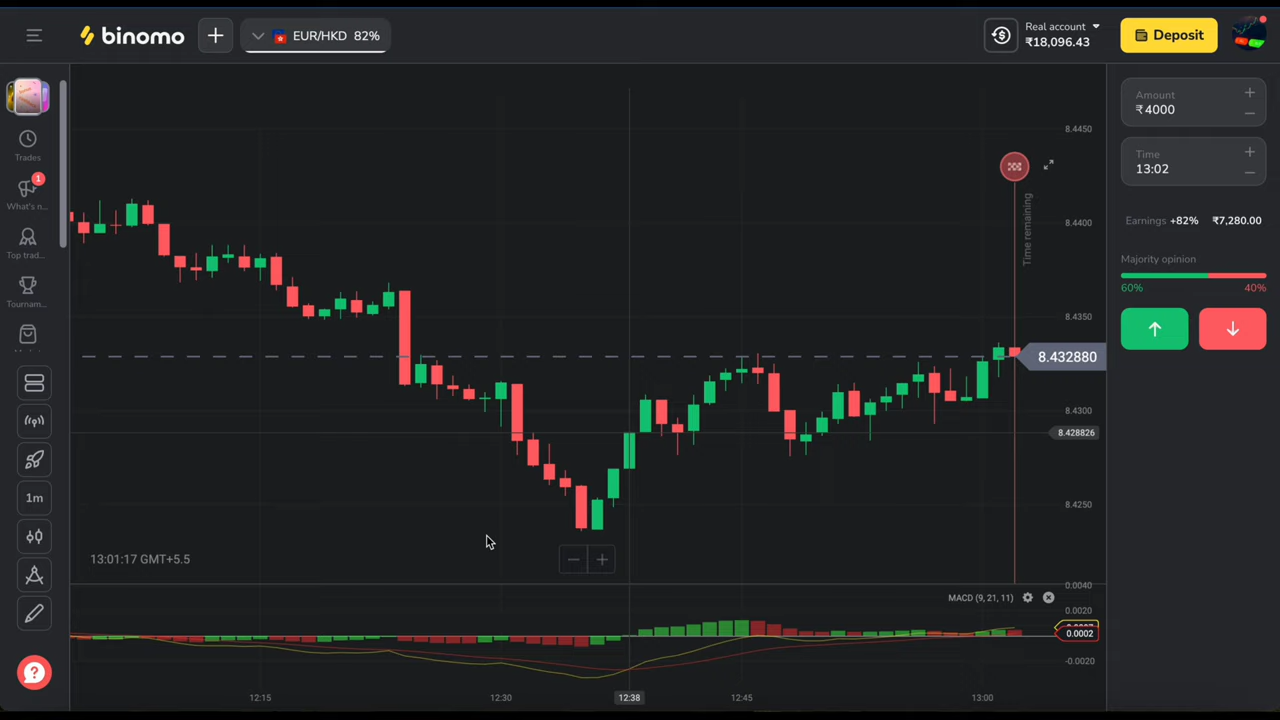 binomo
+
EUR/HKD 82%
Real account
₹18,096.43
Deposit
Trades
1
What's n...
Top trad...
Tournam...
1m
?
8.4450
8.4400
8.4350
8.432880
8.4300
8.428826
8.4250
Time remaining
13:01:17 GMT+5.5
− +
MACD (9, 21, 11)
0.0040
0.0020
0.0002
-0.0020
12:15
12:30
12:38
12:45
13:00
Amount
₹4000
Time
13:02
Earnings +82% ₹7,280.00
Majority opinion
60% 40%